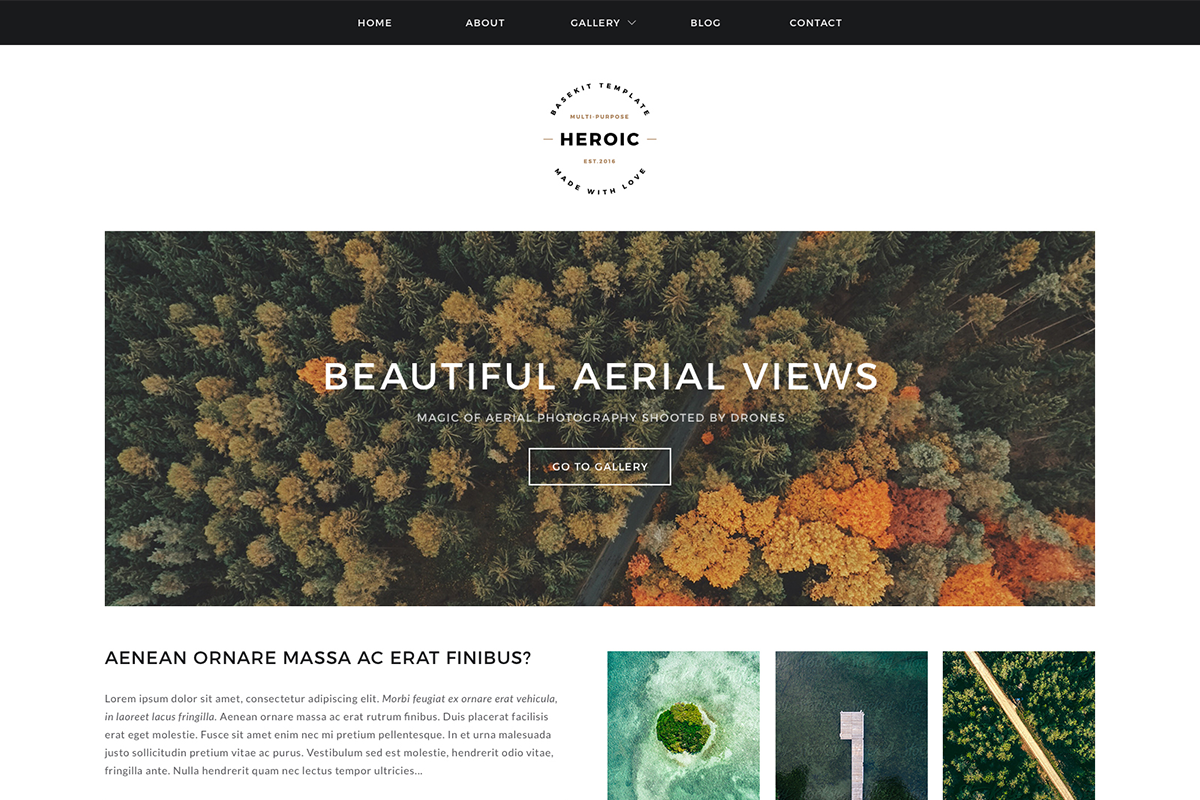 HOME ABOUT GALLERY BLOG CONTACT
BASEKIT TEMPLATE
MULTI-PURPOSE
HEROIC
EST.2016
MADE WITH LOVE
BEAUTIFUL AERIAL VIEWS
MAGIC OF AERIAL PHOTOGRAPHY SHOOTED BY DRONES
GO TO GALLERY
AENEAN ORNARE MASSA AC ERAT FINIBUS?
Lorem ipsum dolor sit amet, consectetur adipiscing elit. Morbi feugiat ex ornare erat vehicula,
in laoreet lacus fringilla. Aenean ornare massa ac erat rutrum finibus. Duis placerat facilisis
erat eget molestie. Fusce sit amet enim nec mi pretium pellentesque. In et urna malesuada
justo sollicitudin pretium vitae ac purus. Vestibulum sed est molestie, hendrerit odio vitae,
fringilla ante. Nulla hendrerit quam nec lectus tempor ultricies...